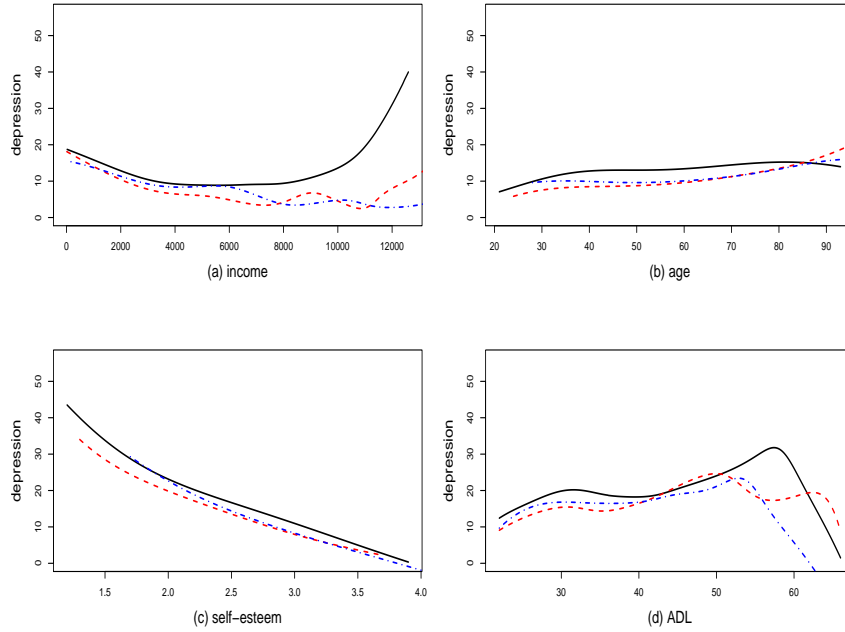 depression
0 10 20 30 40 50
0 2000 4000 6000 8000 10000 12000
(a) income
depression
0 10 20 30 40 50
20 30 40 50 60 70 80 90
(b) age
depression
0 10 20 30 40 50
1.5 2.0 2.5 3.0 3.5 4.0
(c) self−esteem
depression
0 10 20 30 40 50
30 40 50 60
(d) ADL